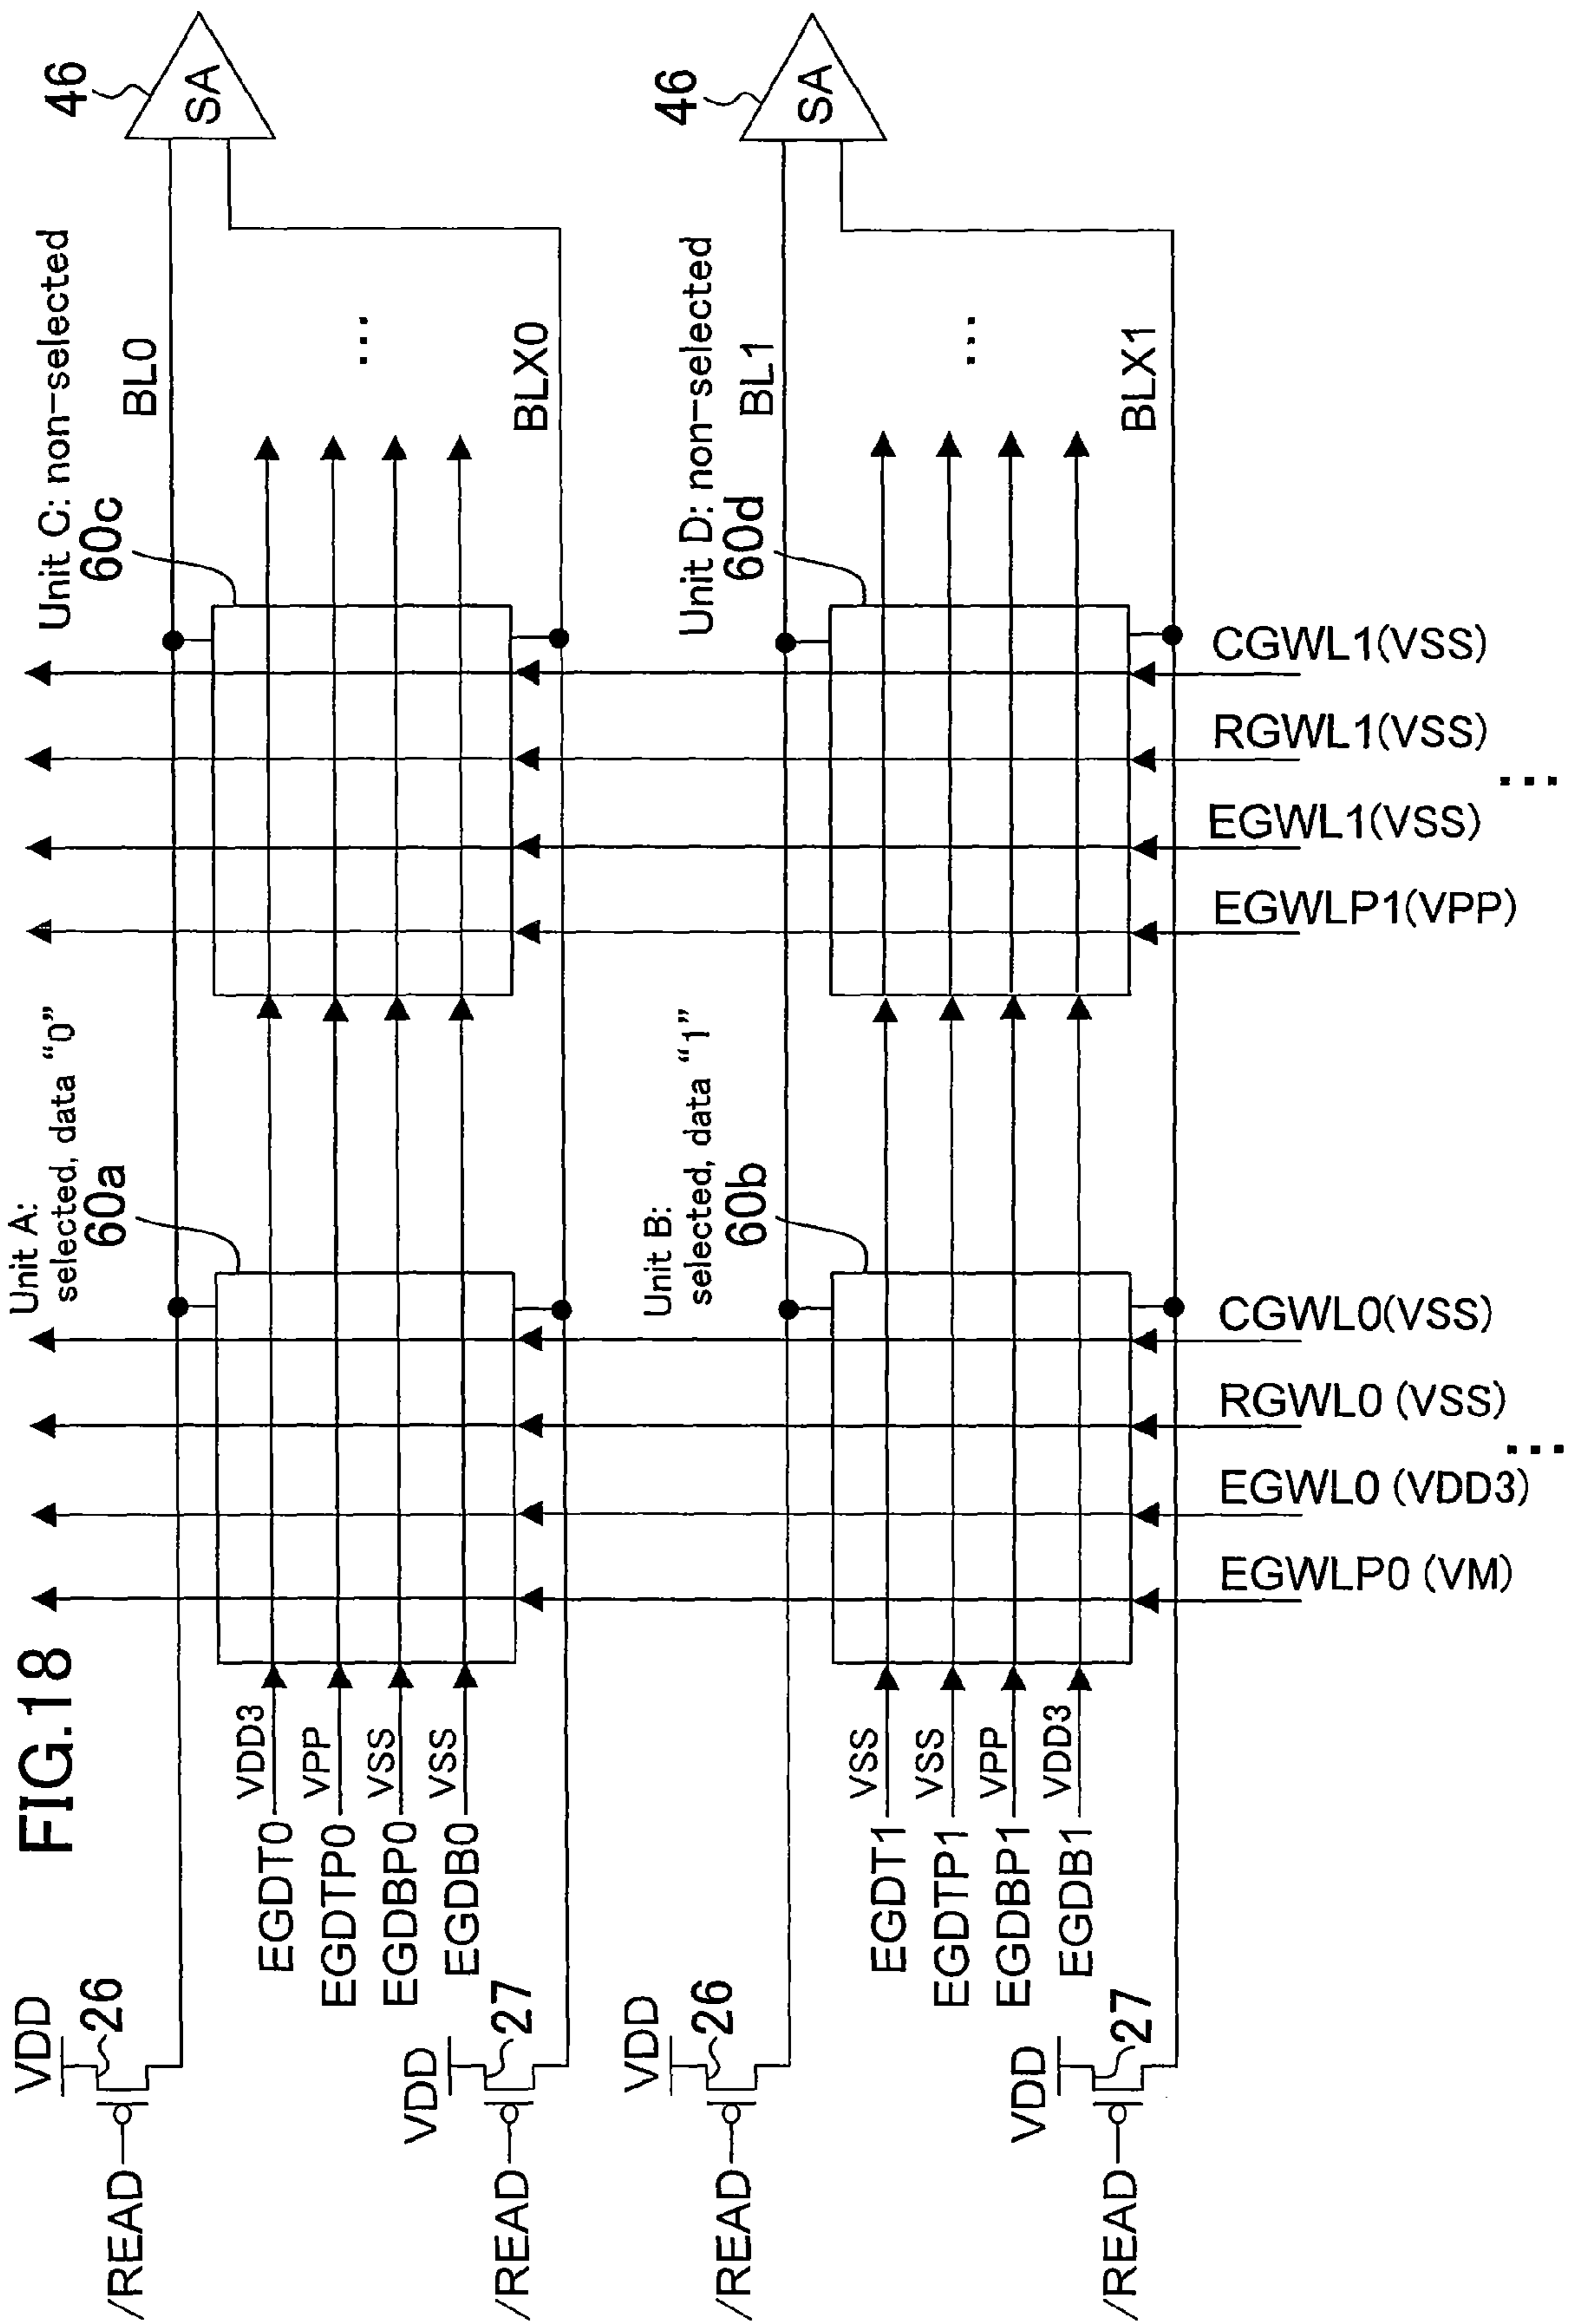 FIG.18
VDD
26
/READ
VDD
27
/READ
VDD
26
/READ
VDD
27
/READ
EGDT0
VDD3
EGDTP0
VPP
EGDBP0
VSS
EGDB0
VSS
EGDT1
VSS
EGDTP1
VSS
EGDBP1
VPP
EGDB1
VDD3
Unit A:
selected, data “0”
60a
Unit B:
selected, data “1”
60b
Unit C: non-selected
60c
Unit D: non-selected
60d
BL0
BLX0
BL1
BLX1
...
...
46
SA
46
SA
EGWLP0 (VM)
EGWL0 (VDD3)
RGWL0 (VSS)
CGWL0(VSS)
...
EGWLP1(VPP)
EGWL1(VSS)
RGWL1(VSS)
CGWL1(VSS)
...